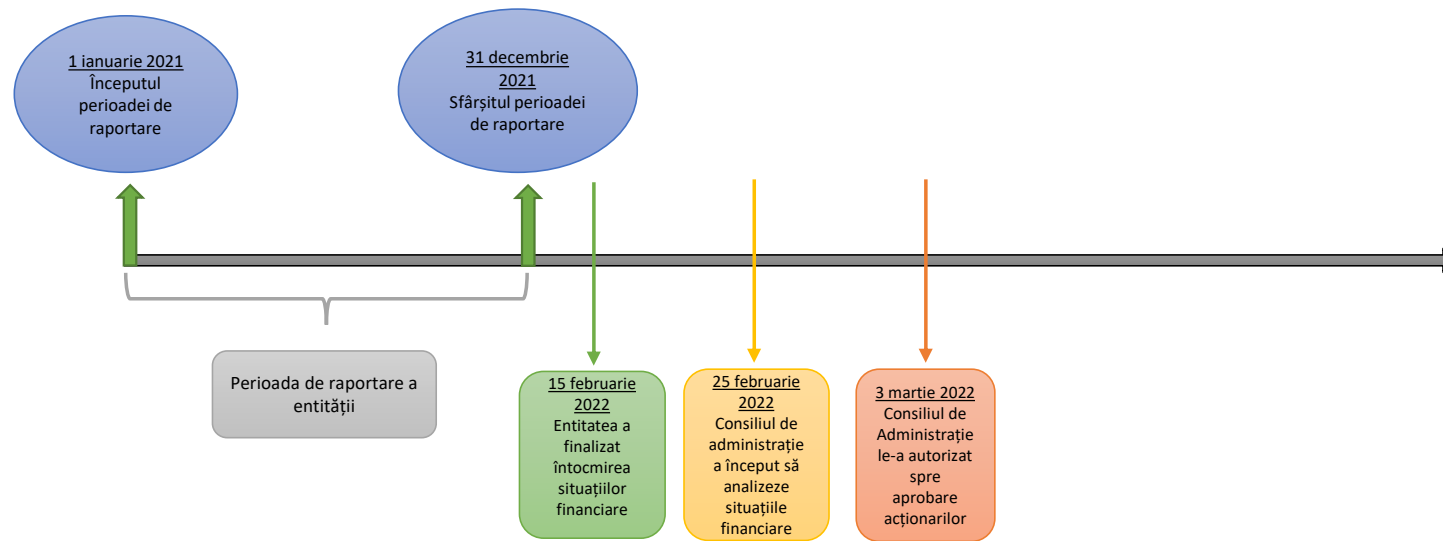 1 ianuarie 2021
Începutul
perioadei de
raportare
31 decembrie
2021
Sfârșitul perioadei
de raportare
Perioada de raportare a
entității
15 februarie
2022
Entitatea a
finalizat
întocmirea
situațiilor
financiare
25 februarie
2022
Consiliul de
administrație
a început să
analizeze
situațiile
financiare
3 martie 2022
Consiliul de
Administrație
le-a autorizat
spre
aprobare
acționarilor